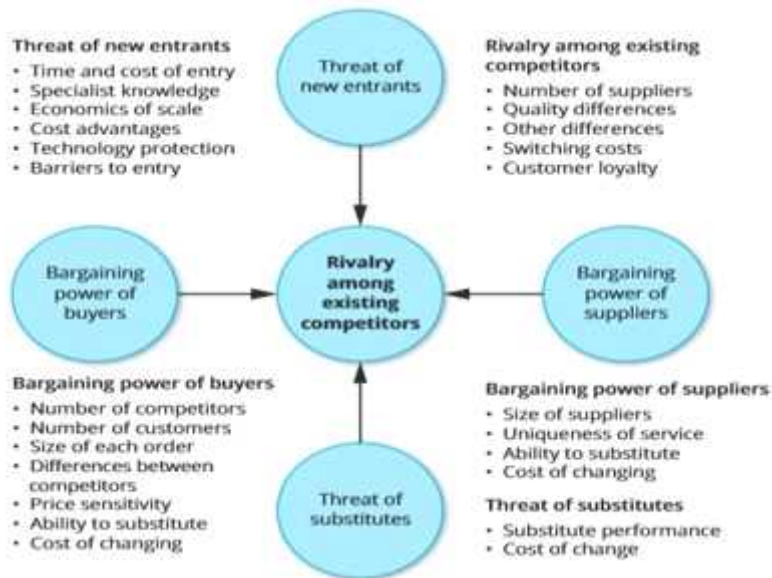 Threat of new entrants
• Time and cost of entry
• Specialist knowledge
• Economics of scale
• Cost advantages
• Technology protection
• Barriers to entry
Threat of
new entrants
Rivalry among existing
competitors
• Number of suppliers
• Quality differences
• Other differences
• Switching costs
• Customer loyalty
Bargaining
power of
buyers
Rivalry
among
existing
competitors
Bargaining
power of
suppliers
Bargaining power of buyers
• Number of competitors
• Number of customers
• Size of each order
• Differences between
competitors
• Price sensitivity
• Ability to substitute
• Cost of changing
Threat of
substitutes
Bargaining power of suppliers
• Size of suppliers
• Uniqueness of service
• Ability to substitute
• Cost of changing
Threat of substitutes
• Substitute performance
• Cost of change